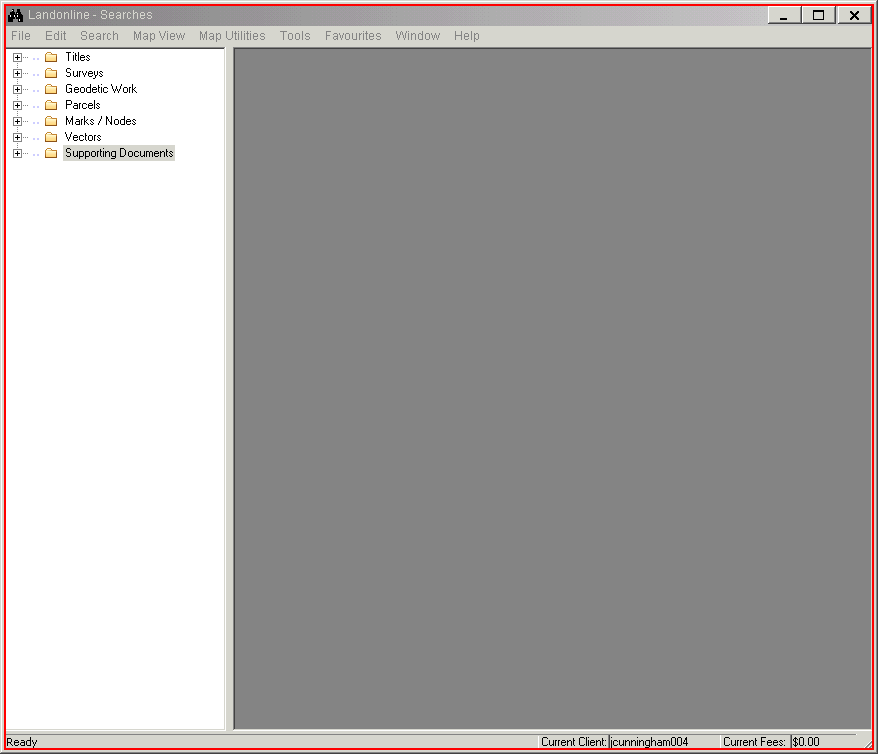 Landonline - Searches
File Edit Search Map View Map Utilities Tools Favourites Window Help
Titles
Surveys
Geodetic Work
Parcels
Marks / Nodes
Vectors
Supporting Documents
Ready Current Client: jcunningham004 Current Fees: $0.00